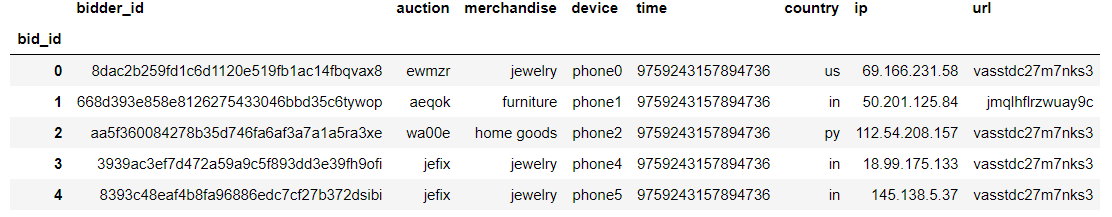 bidder_id auction merchandise device time country ip url
bid_id
0 8dac2b259fd1c6d1120e519fb1ac14fbqvax8 ewmzr jewelry phone0 9759243157894736 us 69.166.231.58 vasstdc27m7nks3
1 668d393e858e8126275433046bbd35c6tywop aeqok furniture phone1 9759243157894736 in 50.201.125.84 jmqlhflrzwuay9c
2 aa5f360084278b35d746fa6af3a7a1a5ra3xe wa00e home goods phone2 9759243157894736 py 112.54.208.157 vasstdc27m7nks3
3 3939ac3ef7d472a59a9c5f893dd3e39fh9ofi jefix jewelry phone4 9759243157894736 in 18.99.175.133 vasstdc27m7nks3
4 8393c48eaf4b8fa96886edc7cf27b372dsibi jefix jewelry phone5 9759243157894736 in 145.138.5.37 vasstdc27m7nks3